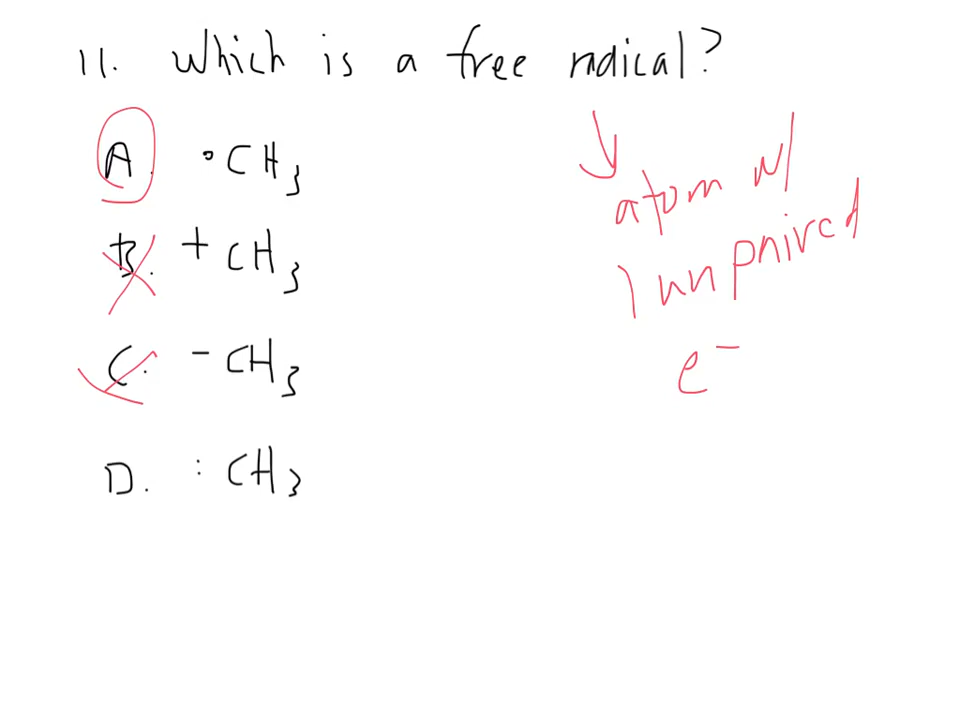 11. Which is a free radical?
A. •CH3
B. +CH3
C. -CH3
D. :CH3
atom w/
1 unpaired
e-